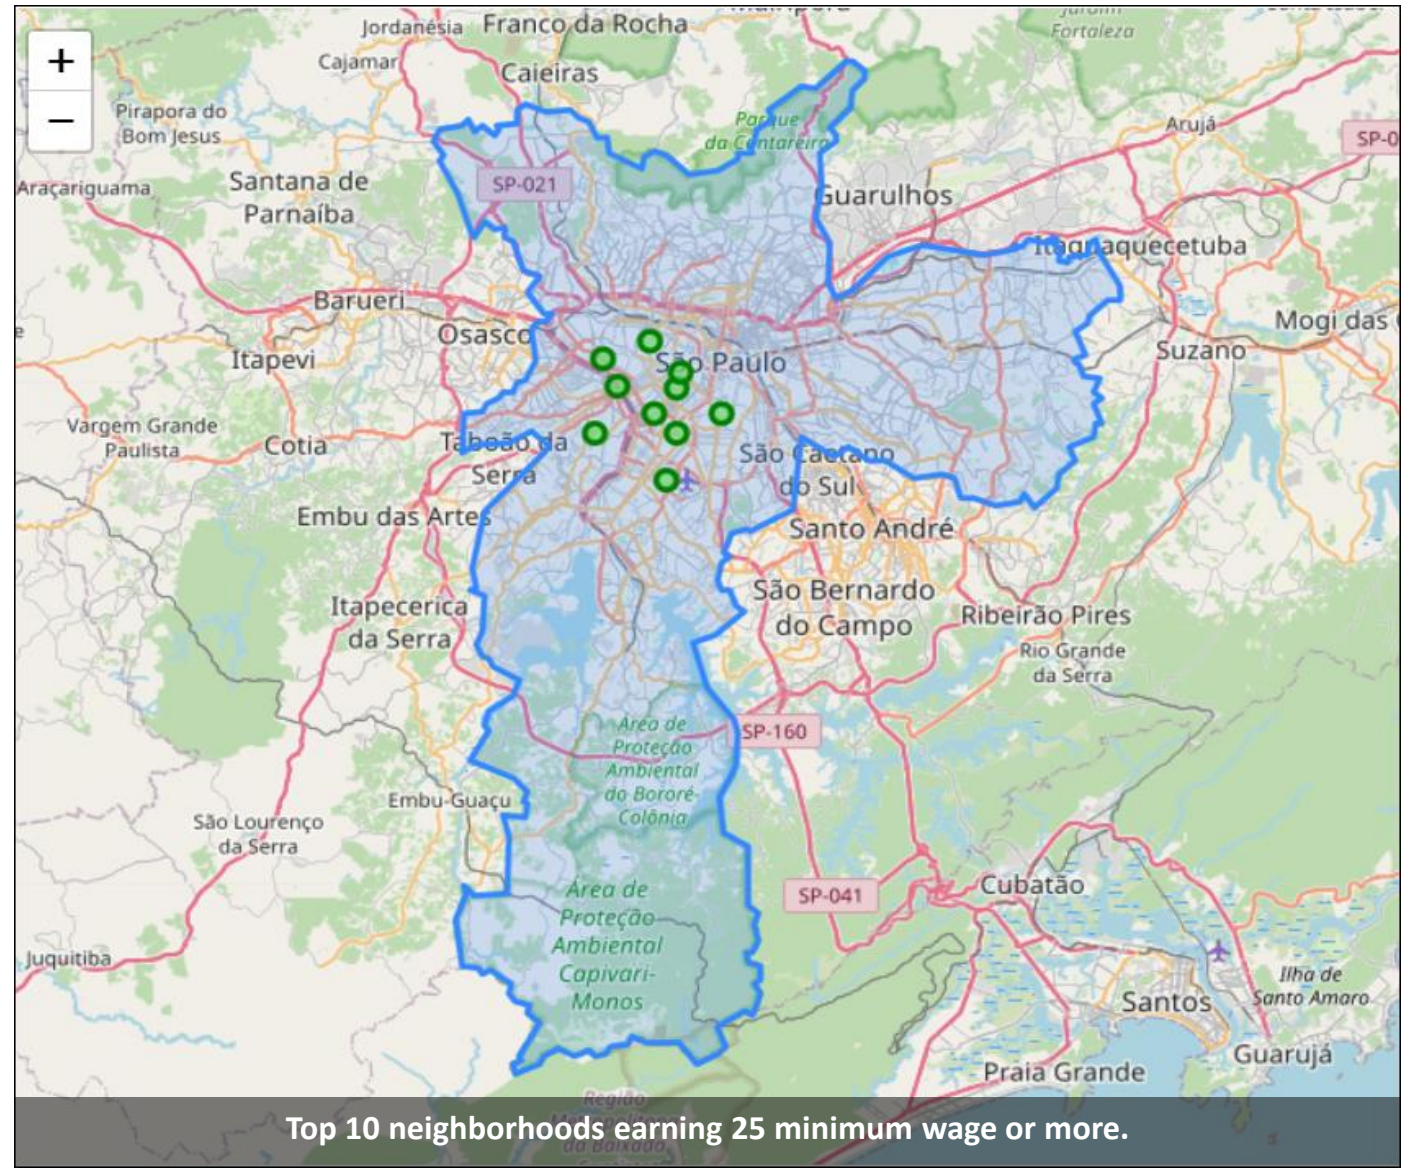 Jordanésia
Franco da Rocha
Jardim
Fortaleza
+
Cajamar
Caieiras
−
Pirapora do
Bom Jesus
Parque
da Cantareira
Arujá
SP-0
Araçariguama
Santana de
Parnaíba
SP-021
Guarulhos
Itaquaquecetuba
Barueri
Osasco
Mogi das
Itapevi
São Paulo
Suzano
Vargem Grande
Paulista
Cotia
Taboão da
Serra
São Caetano
do Sul
Embu das Artes
Santo André
Itapecerica
da Serra
São Bernardo
do Campo
Ribeirão Pires
Rio Grande
da Serra
Área de
Proteção
Ambiental
do Bororé-
Colônia
SP-160
Embu-Guaçu
São Lourenço
da Serra
Área de
Proteção
Ambiental
Capivari-
Monos
SP-041
Cubatão
Juquitiba
Ilha de
Santo Amaro
Santos
Guarujá
Praia Grande
Região
Metropolitana
da Baixada
Top 10 neighborhoods earning 25 minimum wage or more.